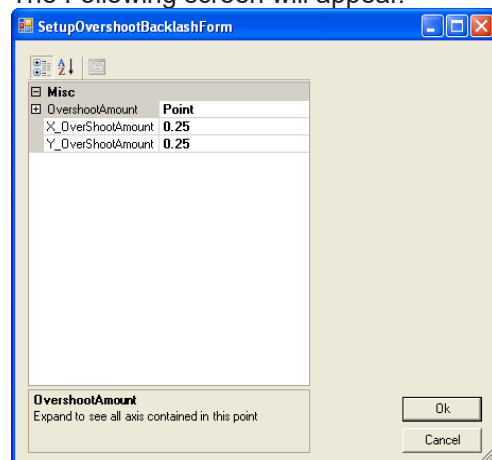 The Following screen will appear.
SetupOvershootBacklashForm
Misc
OvershootAmount Point
X_OverShootAmount 0.25
Y_OverShootAmount 0.25
OvershootAmount
Expand to see all axis contained in this point
Ok
Cancel